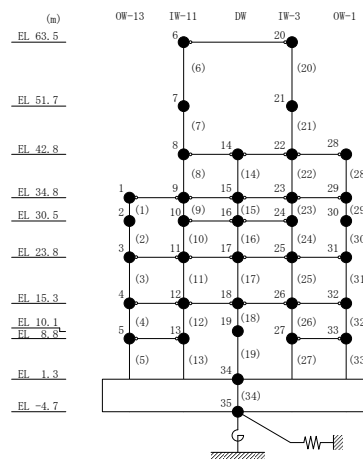 (m) OW-13 IW-11 DW IW-3 OW-1
EL 63.5 6 20
(6) (20)
EL 51.7 7 21
(7) (21)
EL 42.8 8 14 22 28
(8) (14) (22) (28)
EL 34.8 1 9 15 23 29
(1) (9) (15) (23) (29)
EL 30.5 2 10 16 24 30
(2) (10) (16) (24) (30)
EL 23.8 3 11 17 25 31
(3) (11) (17) (25) (31)
EL 15.3 4 12 18 26 32
(4) (12) (18) (26) (32)
EL 10.1 19
EL 8.8 5 13 27 33
(5) (13) (19) (27) (33)
EL 1.3 34
(34)
EL -4.7 35